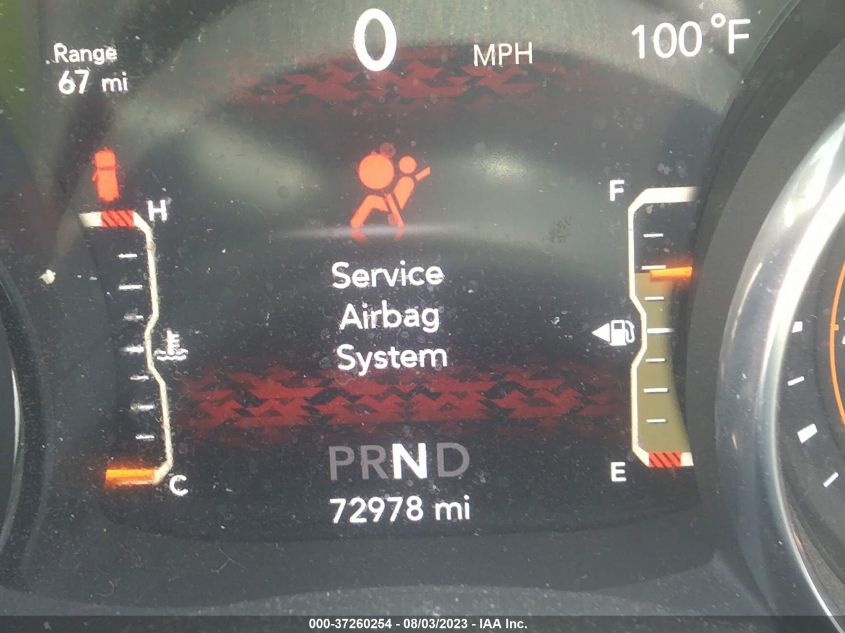 Range
67 mi
0 MPH
100 °F
H
F
Service
Airbag
System
C
E
PRND
72978 mi
000-37260254 - 08/03/2023 - IAA Inc.